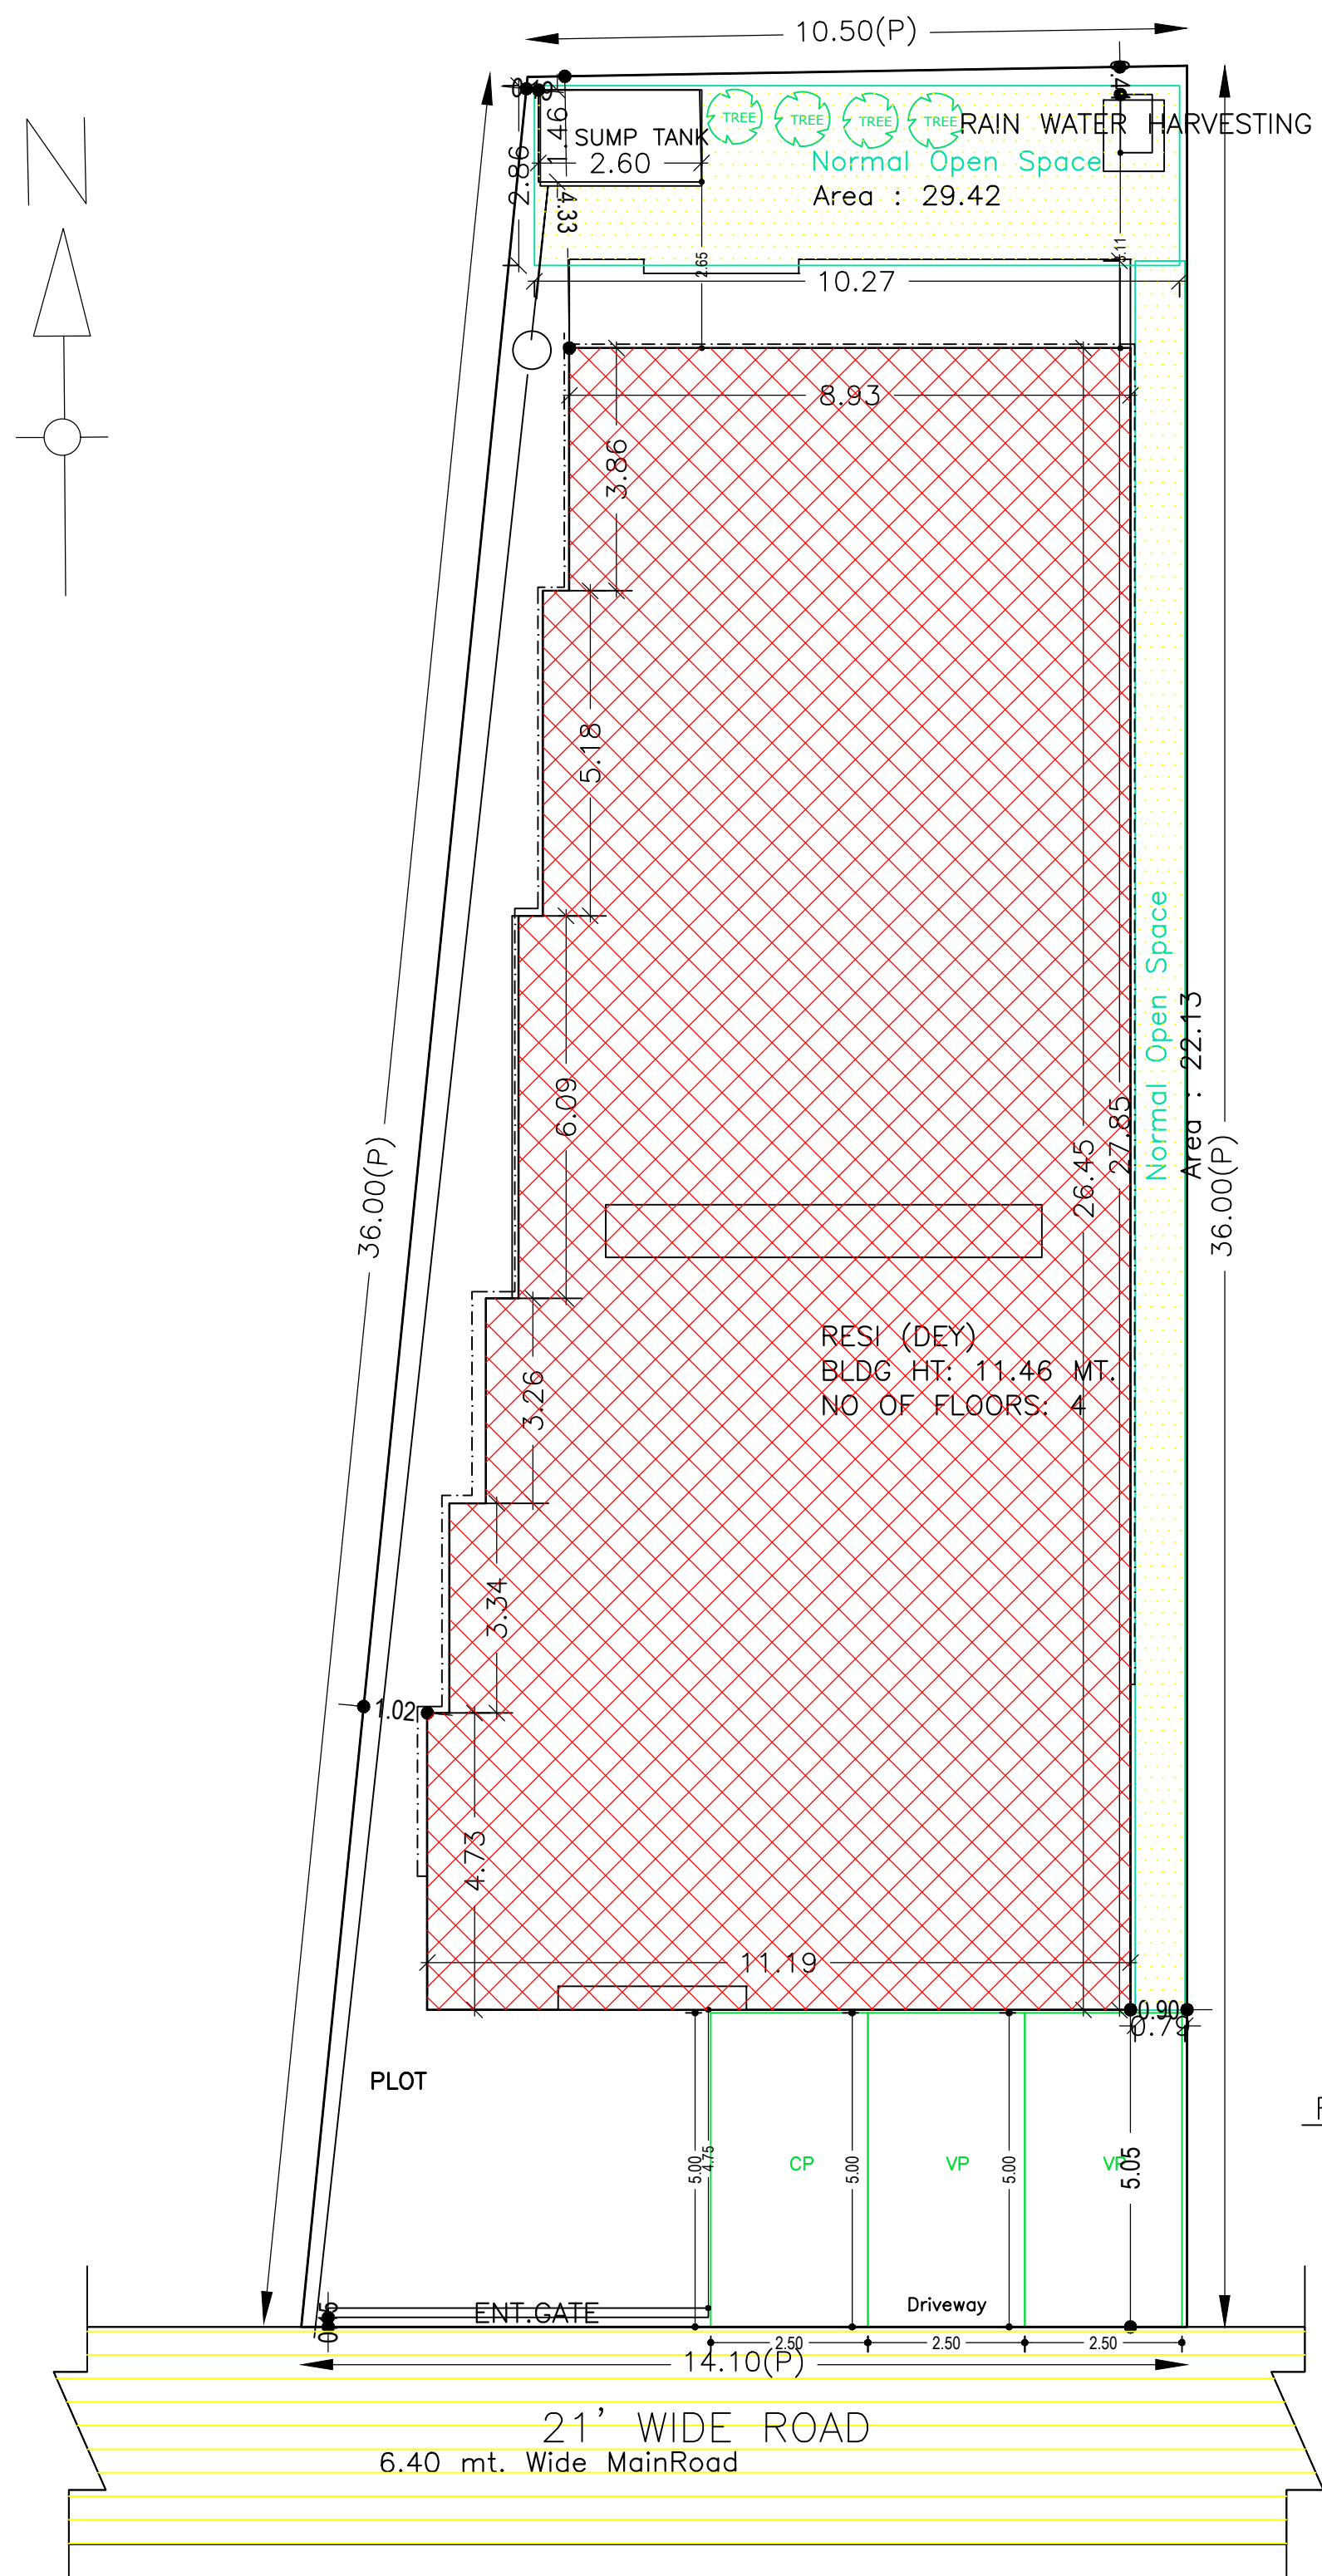 10.50(P)
N
TREE
TREE
TREE
TREE
RAIN WATER HARVESTING
SUMP TANK
1.46
2.60
2.86
Normal Open Space
Area : 29.42
4.33
2.65
10.27
8.93
3.86
5.18
Normal Open Space
Area : 22.13
6.09
26.45
27.85
36.00(P)
36.00(P)
RESI (DEY)
BLDG HT: 11.46 MT.
NO OF FLOORS: 4
3.26
3.34
1.02
4.73
11.19
0.90
0.79
PLOT
5.00
4.75
CP
5.00
VP
5.00
VP
5.05
ENT.GATE
Driveway
2.50
2.50
2.50
14.10(P)
21' WIDE ROAD
6.40 mt. Wide MainRoad